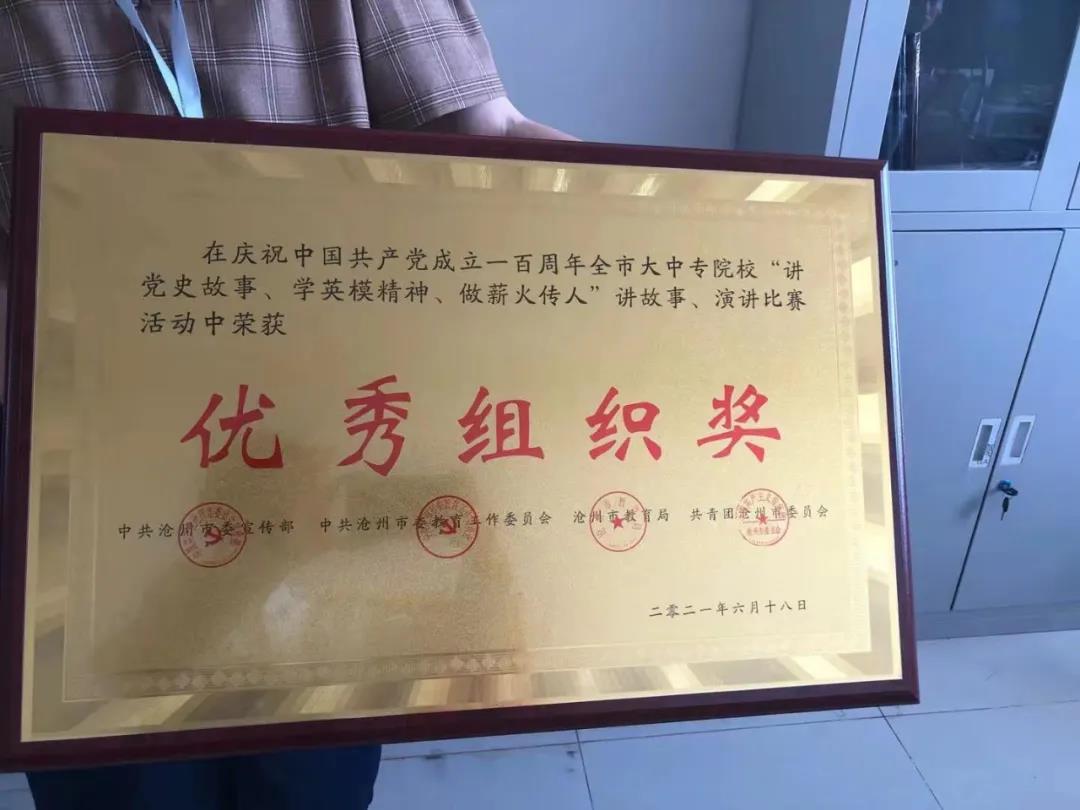 在庆祝中国共产党成立一百周年全市大中专院校“讲
党史故事、学英模精神、做薪火传人”讲故事、演讲比赛
活动中荣获
优秀组织奖
中共沧州市委宣传部 中共沧州市委教育工作委员会 沧州市教育局 共青团沧州市委员会
二零二一年六月十八日